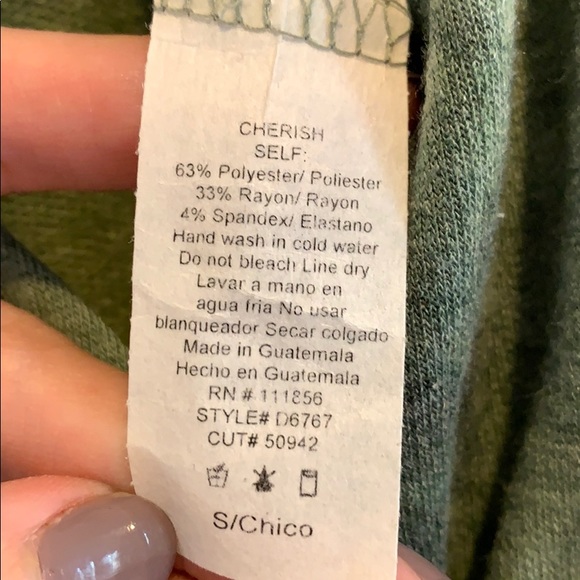 CHERISH
SELF:
63% Polyester/ Poliester
33% Rayon/ Rayon
4% Spandex/ Elastano
Hand wash in cold water
Do not bleach Line dry
Lavar a mano en
agua fria No usar
blanqueador Secar colgado
Made in Guatemala
Hecho en Guatemala
RN # 111856
STYLE# D6767
CUT# 50942
S/Chico